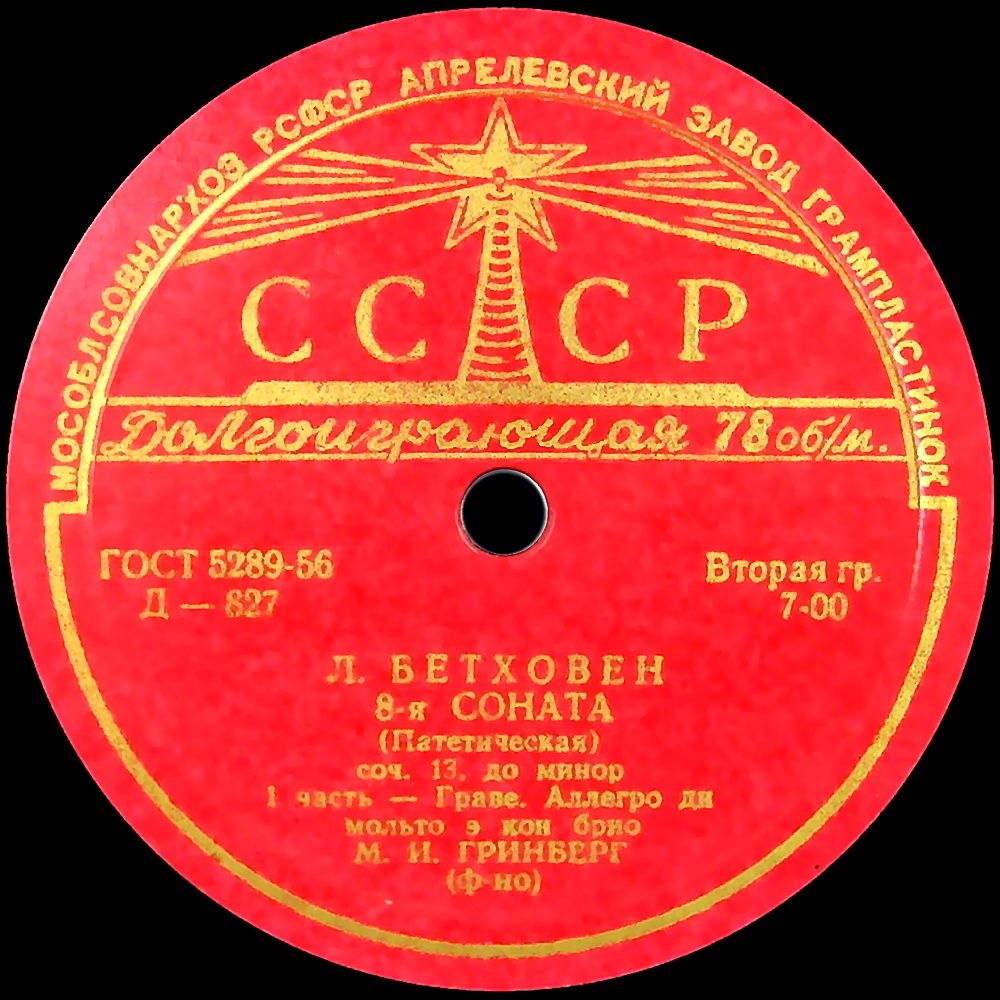 МОСОБЛСОВНАРХОЗ РСФСР АПРЕЛЕВСКИЙ ЗАВОД ГРАМПЛАСТИНОК
СССР
Долгоиграющая 78 об/м.
ГОСТ 5289-56
Д — 827
Вторая гр.
7-00
Л. БЕТХОВЕН
8-я СОНАТА
(Патетическая)
соч. 13, до минор
1 часть — Граве. Аллегро ди
мольто э кон брио
М. И. ГРИНБЕРГ
(ф-но)